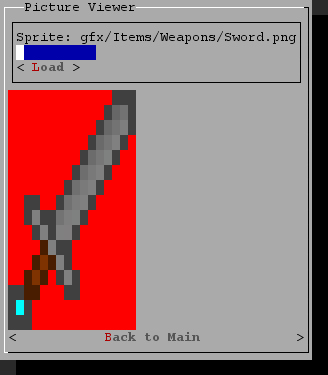 Picture Viewer
Sprite: gfx/Items/Weapons/Sword.png
< Load >
< Back to Main >